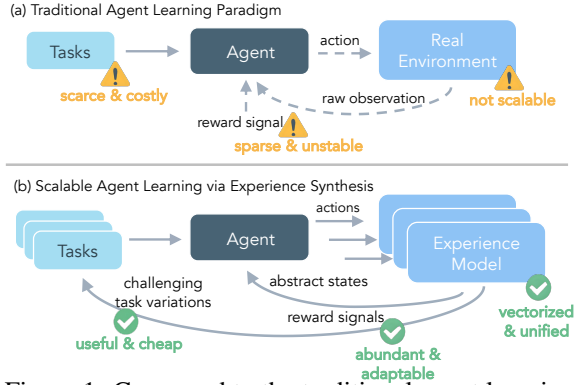 (a) Traditional Agent Learning Paradigm
Tasks
Agent
action
Real
Environment
scarce & costly
raw observation
not scalable
reward signal
sparse & unstable
(b) Scalable Agent Learning via Experience Synthesis
actions
Tasks
Agent
Experience
Model
challenging
task variations
abstract states
reward signals
useful & cheap
vectorized
& unified
abundant &
adaptable